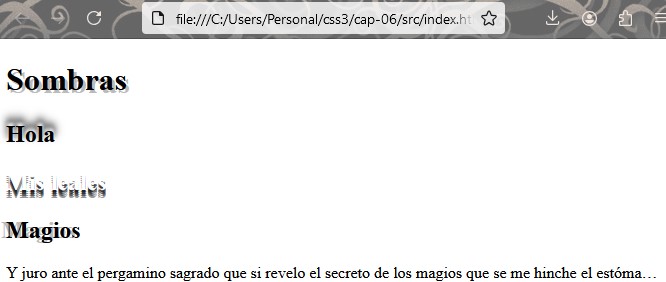 file:///C:/Users/Personal/css3/cap-06/src/index.ht
Sombras
Hola
Mis leales
Magios
Y juro ante el pergamino sagrado que si revelo el secreto de los magios que se me hinche el estóma…